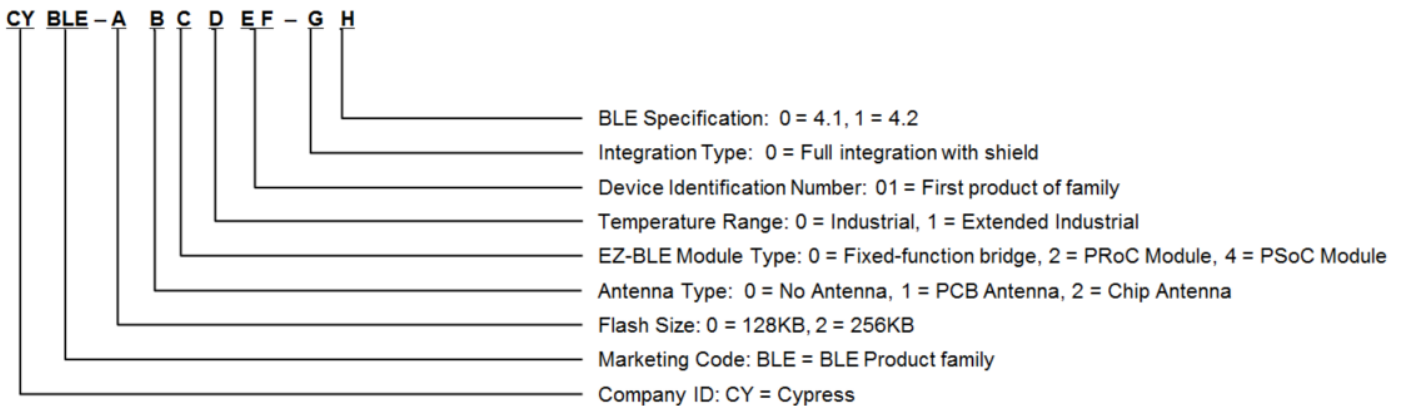 CY BLE – A B C D E F – G H
BLE Specification: 0 = 4.1, 1 = 4.2
Integration Type: 0 = Full integration with shield
Device Identification Number: 01 = First product of family
Temperature Range: 0 = Industrial, 1 = Extended Industrial
EZ-BLE Module Type: 0 = Fixed-function bridge, 2 = PRoC Module, 4 = PSoC Module
Antenna Type: 0 = No Antenna, 1 = PCB Antenna, 2 = Chip Antenna
Flash Size: 0 = 128KB, 2 = 256KB
Marketing Code: BLE = BLE Product family
Company ID: CY = Cypress